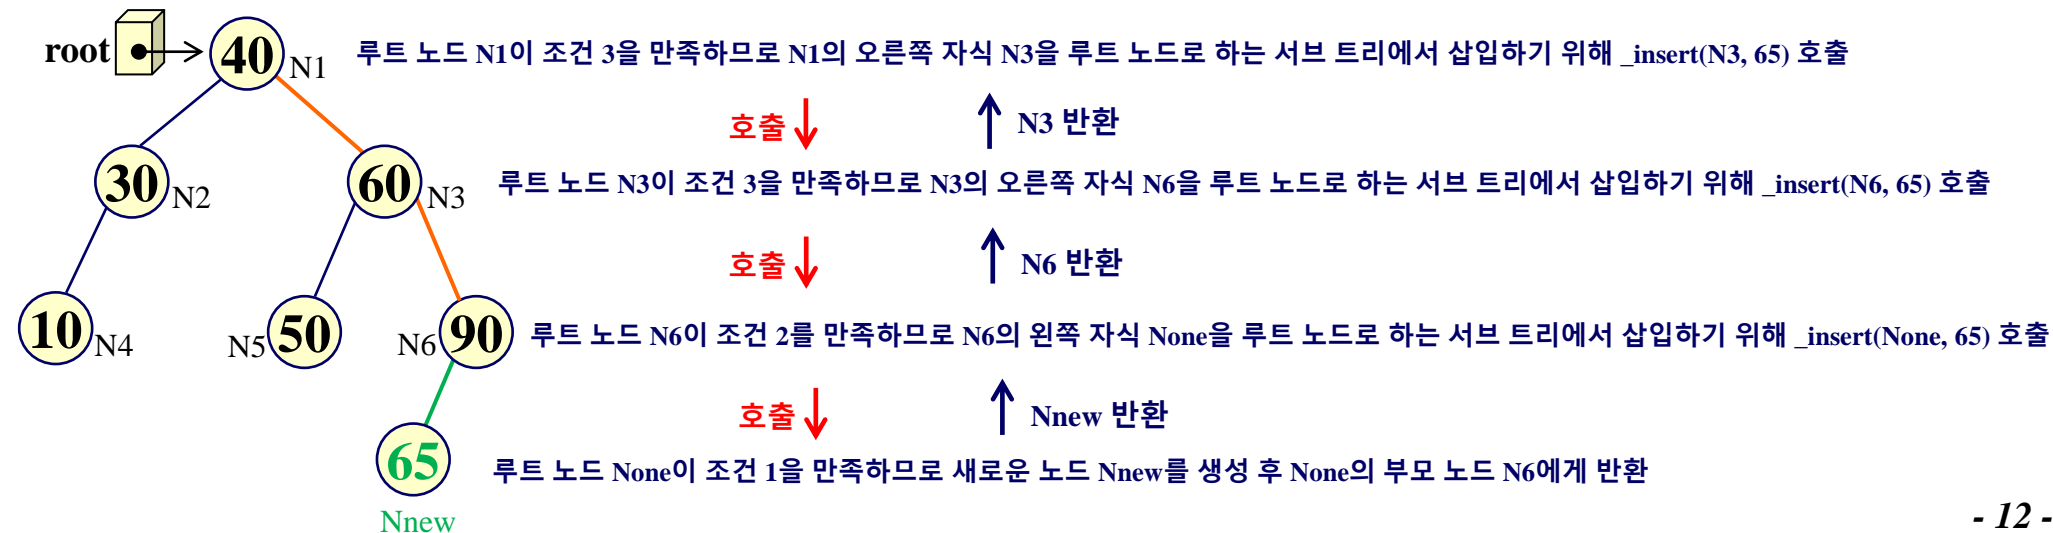 root 40 N1 루트 노드 N1이 조건 3을 만족하므로 N1의 오른쪽 자식 N3을 루트 노드로 하는 서브 트리에서 삽입하기 위해 _insert(N3, 65) 호출
호출 N3 반환
30 N2 60 N3 루트 노드 N3이 조건 3을 만족하므로 N3의 오른쪽 자식 N6을 루트 노드로 하는 서브 트리에서 삽입하기 위해 _insert(N6, 65) 호출
호출 N6 반환
10 N4 N5 50 N6 90 루트 노드 N6이 조건 2를 만족하므로 N6의 왼쪽 자식 None을 루트 노드로 하는 서브 트리에서 삽입하기 위해 _insert(None, 65) 호출
호출 Nnew 반환
65 루트 노드 None이 조건 1을 만족하므로 새로운 노드 Nnew를 생성 후 None의 부모 노드 N6에게 반환
Nnew
- 12 -